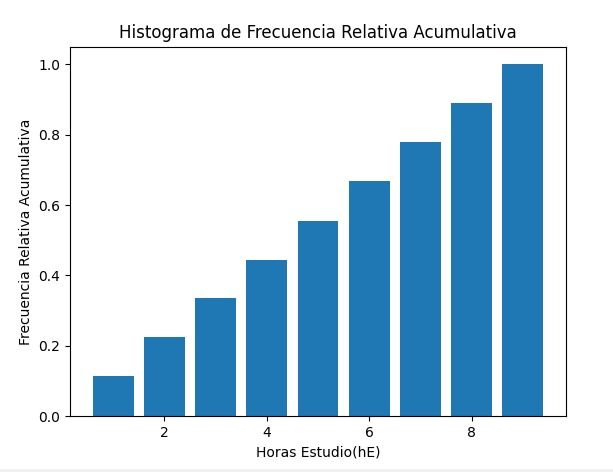 Histograma de Frecuencia Relativa Acumulativa
Frecuencia Relativa Acumulativa
1.0
0.8
0.6
0.4
0.2
0.0
2 4 6 8
Horas Estudio(hE)